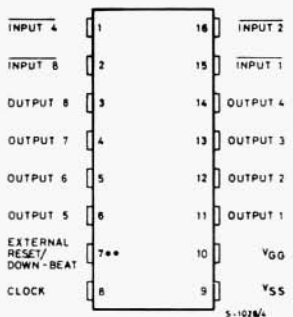 INPUT 4 1 16 INPUT 2
INPUT 8 2 15 INPUT 1
OUTPUT 8 3 14 OUTPUT 4
OUTPUT 7 4 13 OUTPUT 3
OUTPUT 6 5 12 OUTPUT 2
OUTPUT 5 6 11 OUTPUT 1
EXTERNAL
RESET/
DOWN-BEAT 7** 10 VGG
CLOCK 8 9 VSS
S-1028/4